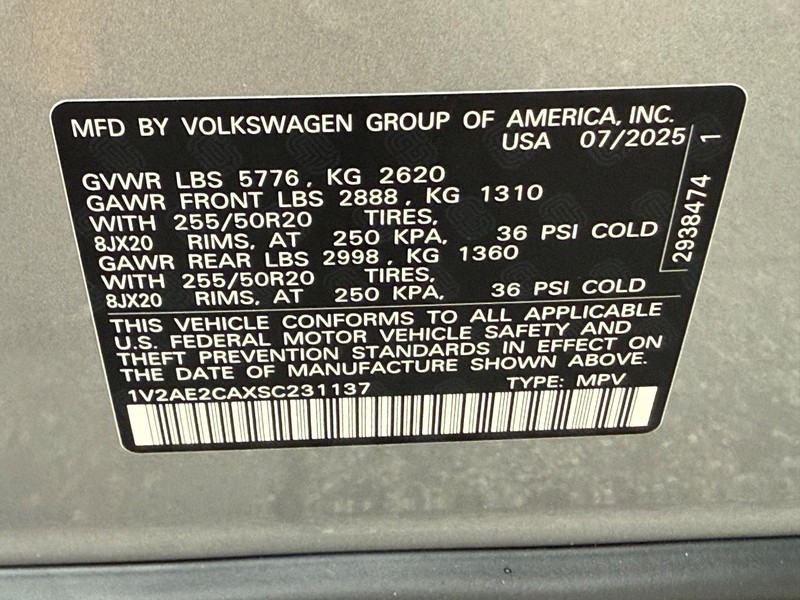 MFD BY VOLKSWAGEN GROUP OF AMERICA, INC.
USA 07/2025
GVWR LBS 5776, KG 2620
GAWR FRONT LBS 2888, KG 1310
WITH 255/50R20 TIRES,
8JX20 RIMS, AT 250 KPA, 36 PSI COLD
GAWR REAR LBS 2998, KG 1360
WITH 255/50R20 TIRES,
8JX20 RIMS, AT 250 KPA, 36 PSI COLD
THIS VEHICLE CONFORMS TO ALL APPLICABLE
U.S. FEDERAL MOTOR VEHICLE SAFETY AND
THEFT PREVENTION STANDARDS IN EFFECT ON
THE DATE OF MANUFACTURE SHOWN ABOVE.
1V2AE2CAXSC231137 TYPE: MPV
2938474 1